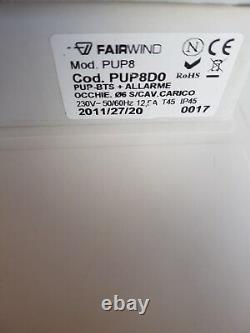 FAIRWIND
Mod. PUP8
Cod. PUP8D0
RoHS
PUP-BTS + ALLARME
OCCHIE. Ø6 S/CAV.CARICO
230V~50/60Hz 12,5A T45 IP45
2011/27/20 0017
222